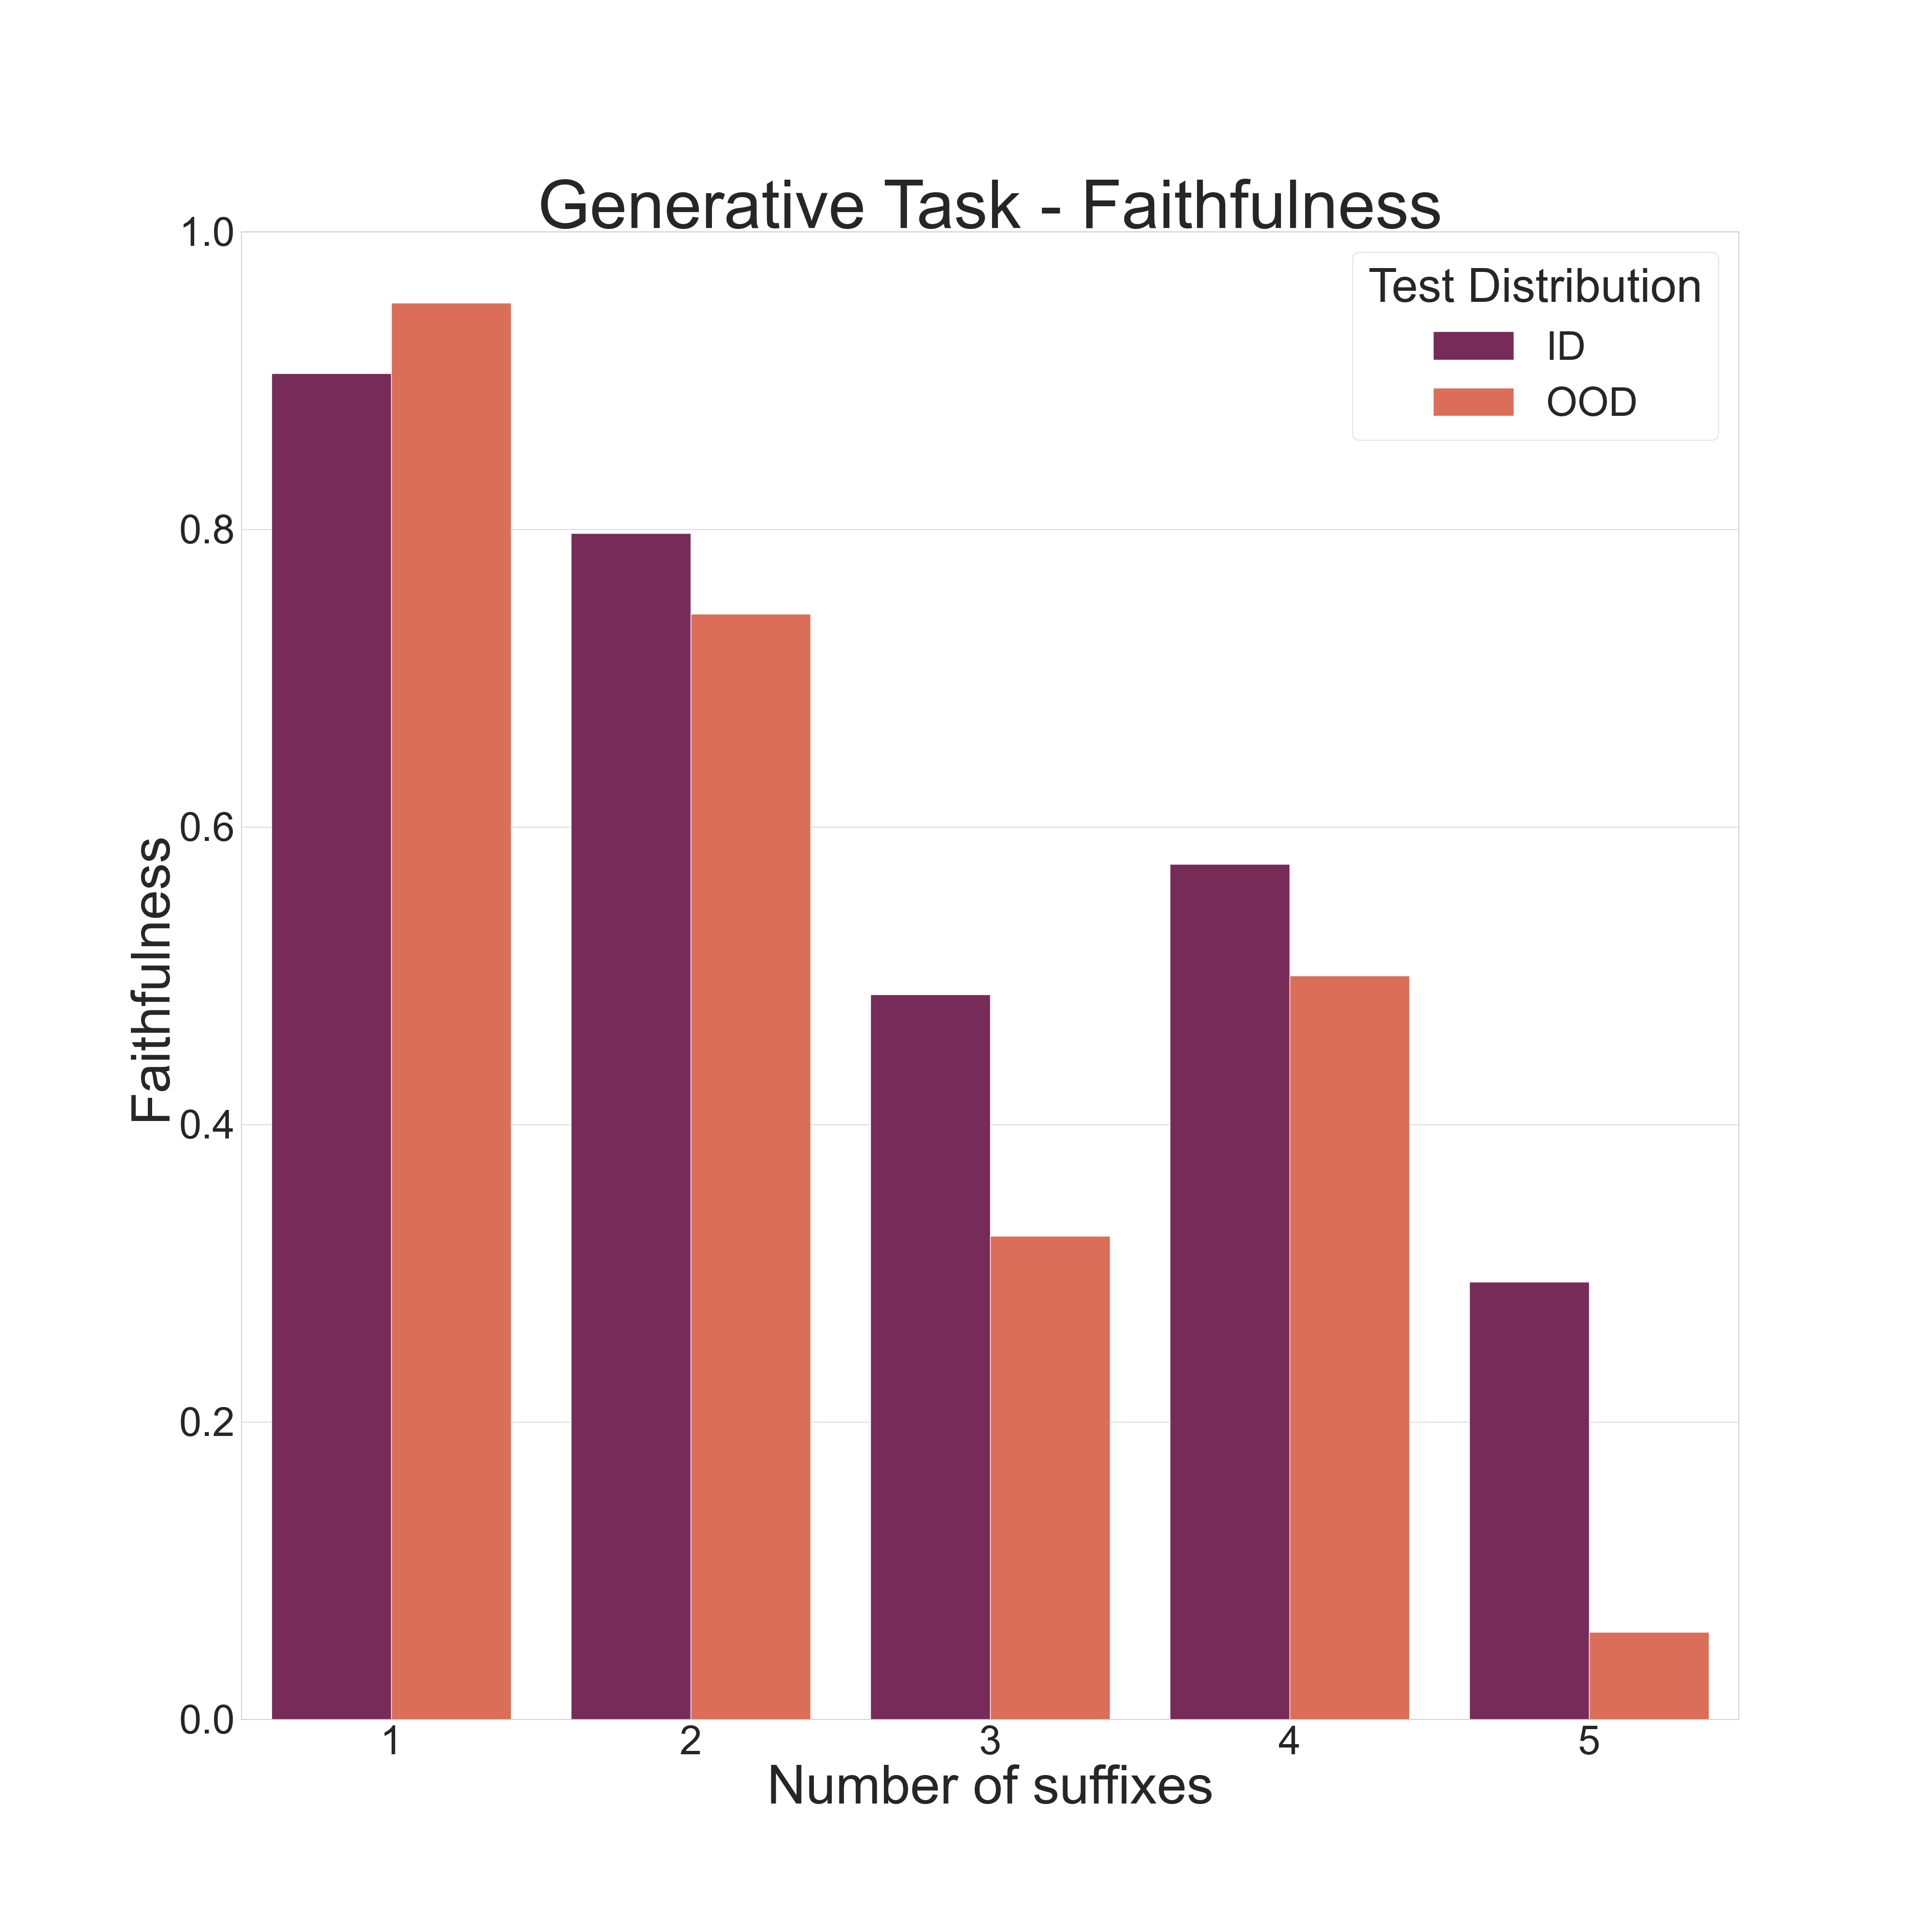 Generative Task - Faithfulness
Test Distribution
ID
OOD
Faithfulness
1.0
0.8
0.6
0.4
0.2
0.0
1 2 3 4 5
Number of suffixes